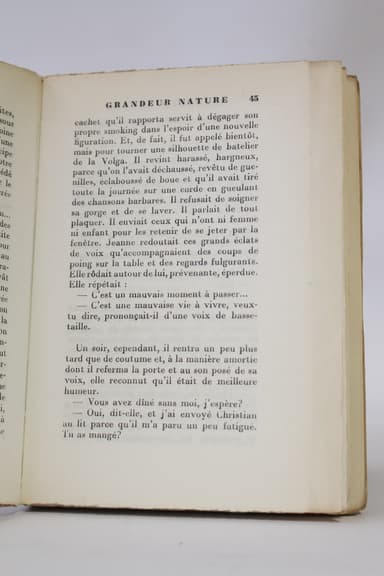 ites,
sous
oine
une
cipe
édé
le
GRANDEUR NATURE 45
cachet qu'il rapporta servit à dégager son
propre smoking dans l'espoir d'une nouvelle
figuration. Et, de fait, il fut appelé bientôt,
mais pour tourner une silhouette de batelier
de la Volga. Il revint harassé, hargneux,
parce qu'on l'avait déchaussé, revêtu de gue-
nilles, éclaboussé de boue et qu'il avait tiré
toute la journée sur une corde en gueulant
des chansons barbares. Il refusait de soigner
sa gorge et de se laver. Il parlait de tout
plaquer. Il enviait ceux qui n'ont ni femme
ni enfant pour les retenir de se jeter par la
fenêtre. Jeanne redoutait ces grands éclats
de voix qu'accompagnaient des coups de
poing sur la table et des regards fulgurants.
Elle rôdait autour de lui, prévenante, éperdue.
Elle répétait :
— C'est un mauvais moment à passer...
— C'est une mauvaise vie à vivre, veux-
tu dire, prononçait-il d'une voix de basse-
taille.
Un soir, cependant, il rentra un peu plus
tard que de coutume et, à la manière amortie
dont il referma la porte et au son posé de sa
voix, elle reconnut qu'il était de meilleure
humeur.
— Vous avez dîné sans moi, j'espère?
— Oui, dit-elle, et j'ai envoyé Christian
au lit parce qu'il m'a paru un peu fatigué.
Tu as mangé?